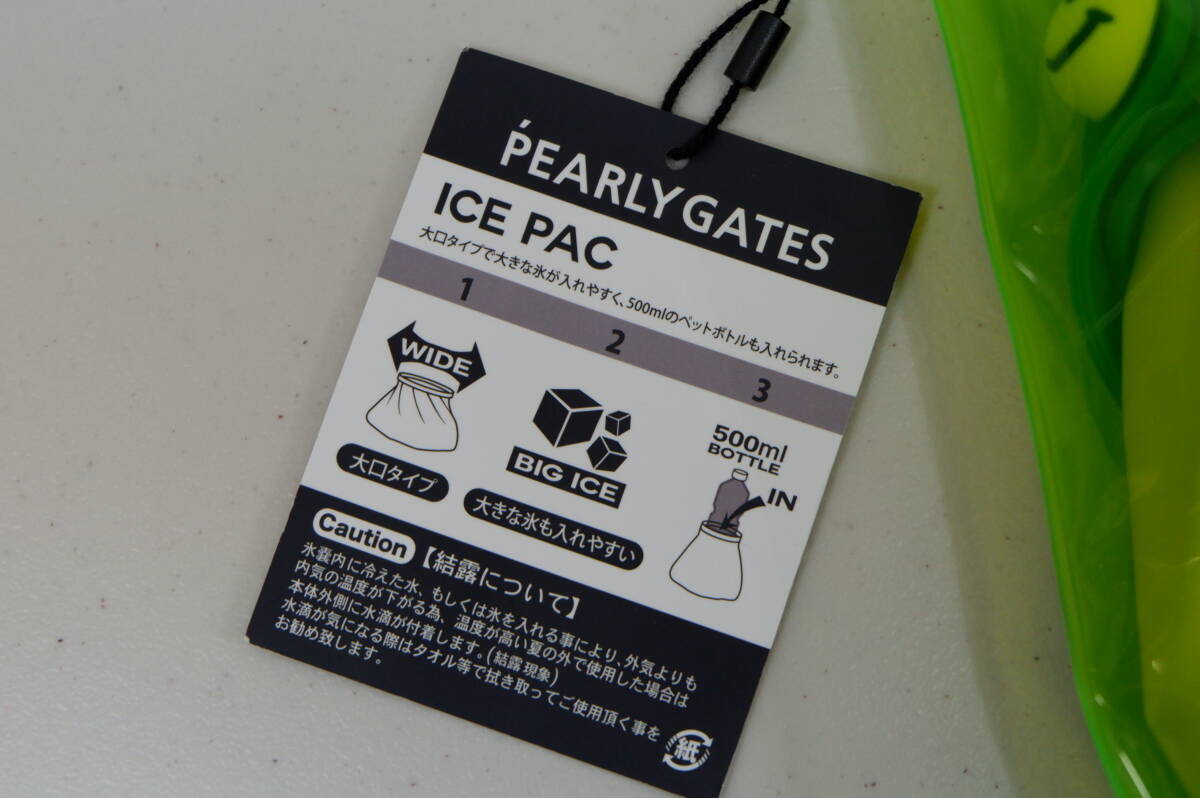 PEARLY GATES
ICE PAC
大口タイプで大きな氷が入れやすく、500mlのペットボトルも入れられます。
1
2
3
WIDE
大口タイプ
BIG ICE
大きな氷も入れやすい
500ml
BOTTLE
IN
Caution 【結露について】
氷嚢内に冷えた水、もしくは氷を入れる事により、外気よりも
内気の温度が下がる為、温度が高い夏の外で使用した場合は
本体外側に水滴が付着します。(結露現象)
水滴が気になる際はタオル等で拭き取ってご使用頂く事を
お勧め致します。
紙